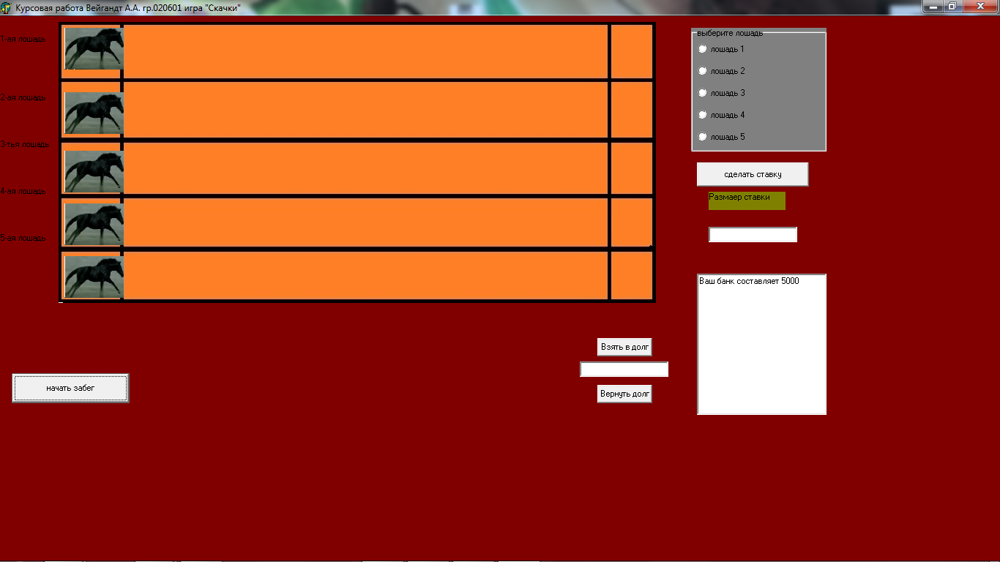 Курсовая работа Вейгандт А.А. гр.020601 игра "Скачки"
1-ая лошадь
2-ая лошадь
3-тья лошадь
4-ая лошадь
5-ая лошадь
выберите лошадь
лошадь 1
лошадь 2
лошадь 3
лошадь 4
лошадь 5
сделать ставку
Размаер ставки
Ваш банк составляет 5000
Взять в долг
Вернуть долг
начать забег